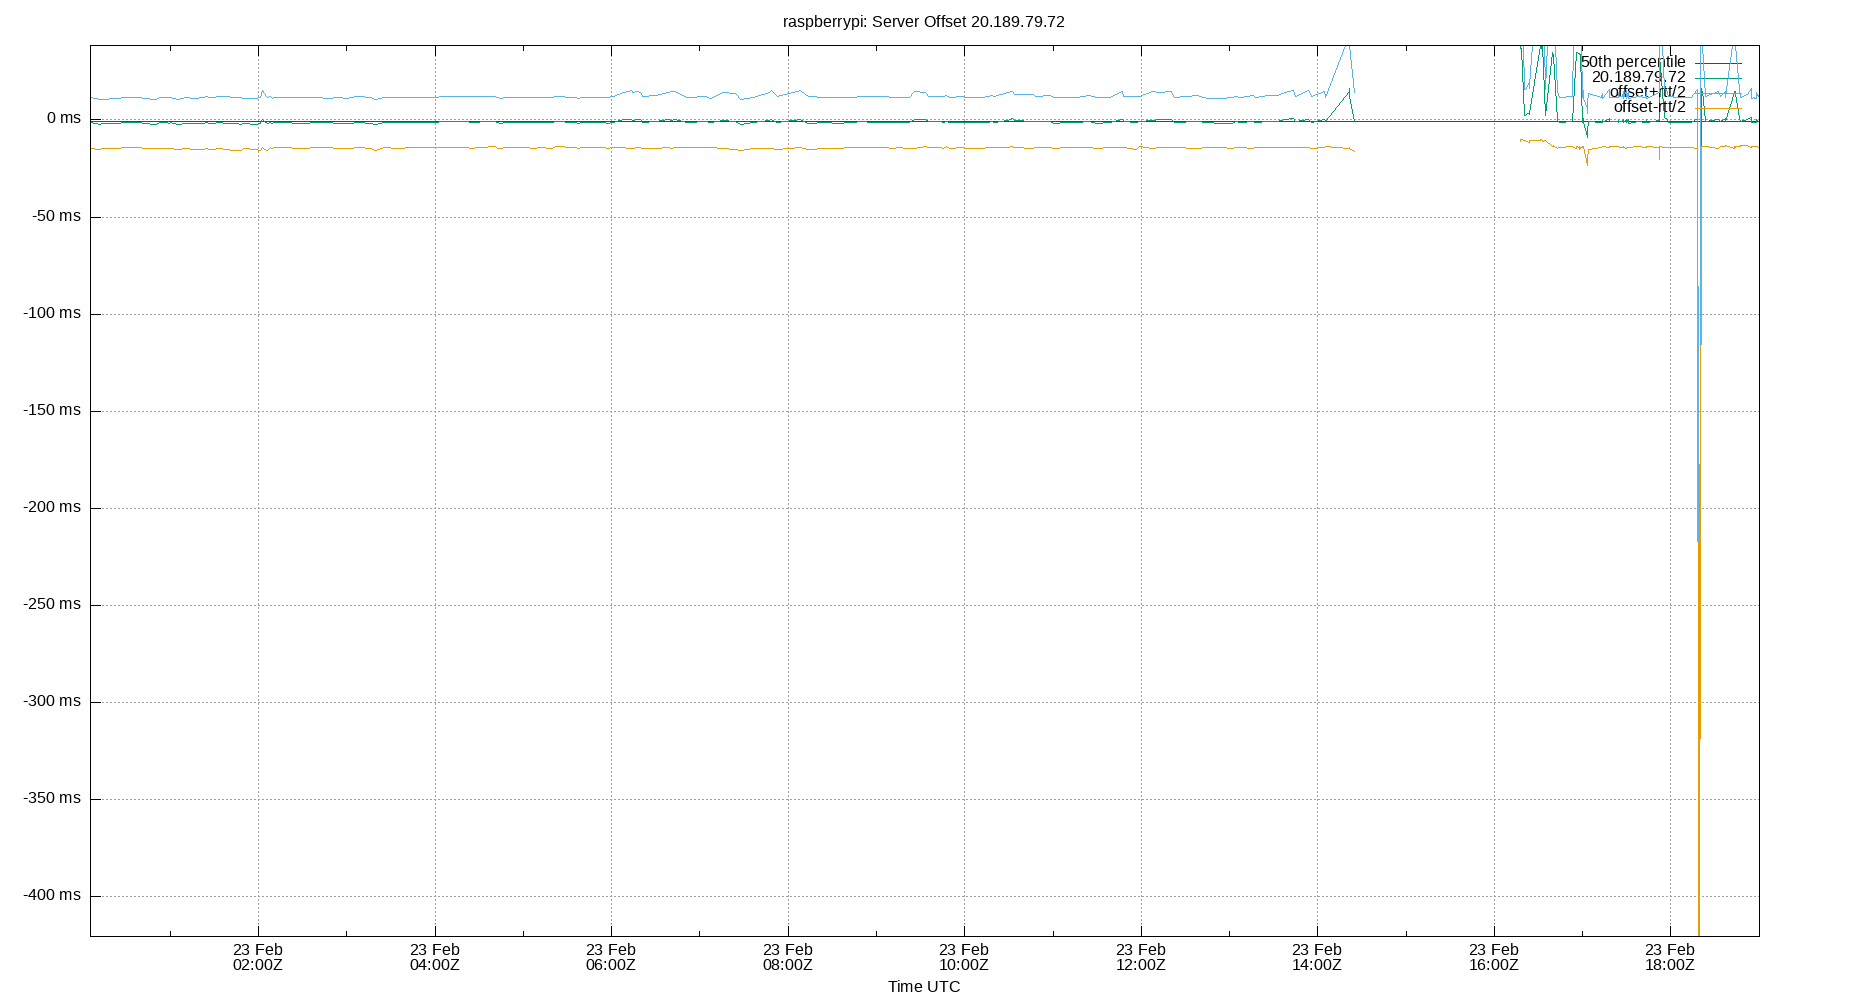 raspberrypi: Server Offset 20.189.79.72
50th percentile
20.189.79.72
offset+rtt/2
offset-rtt/2
0 ms
-50 ms
-100 ms
-150 ms
-200 ms
-250 ms
-300 ms
-350 ms
-400 ms
23 Feb 23 Feb 23 Feb 23 Feb 23 Feb 23 Feb 23 Feb 23 Feb 23 Feb
02:00Z 04:00Z 06:00Z 08:00Z 10:00Z 12:00Z 14:00Z 16:00Z 18:00Z
Time UTC